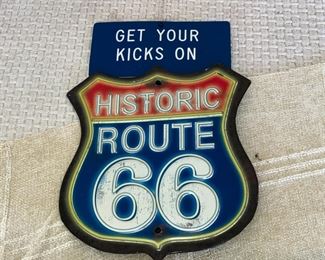 GET YOUR
KICKS ON
HISTORIC
ROUTE
66